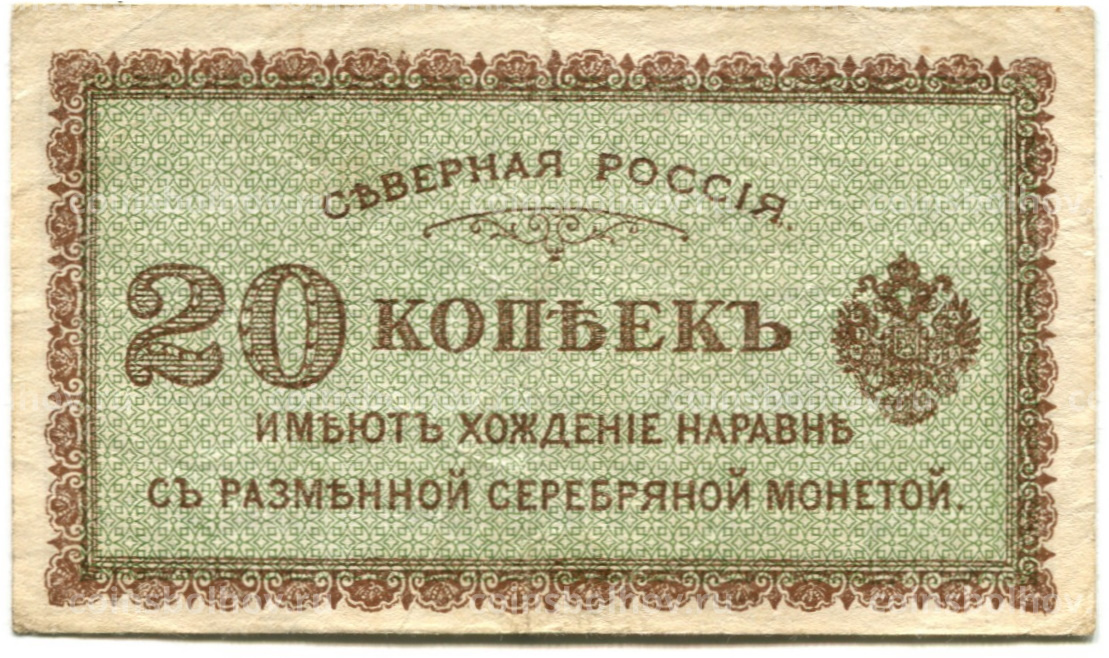 СѢВЕРНАЯ РОССІЯ.
20 КОПѢЕКЪ
ИМѢЮТЪ ХОЖДЕНІЕ НАРАВНѢ
СЪ РАЗМѢННОЙ СЕРЕБРЯНОЙ МОНЕТОЙ.